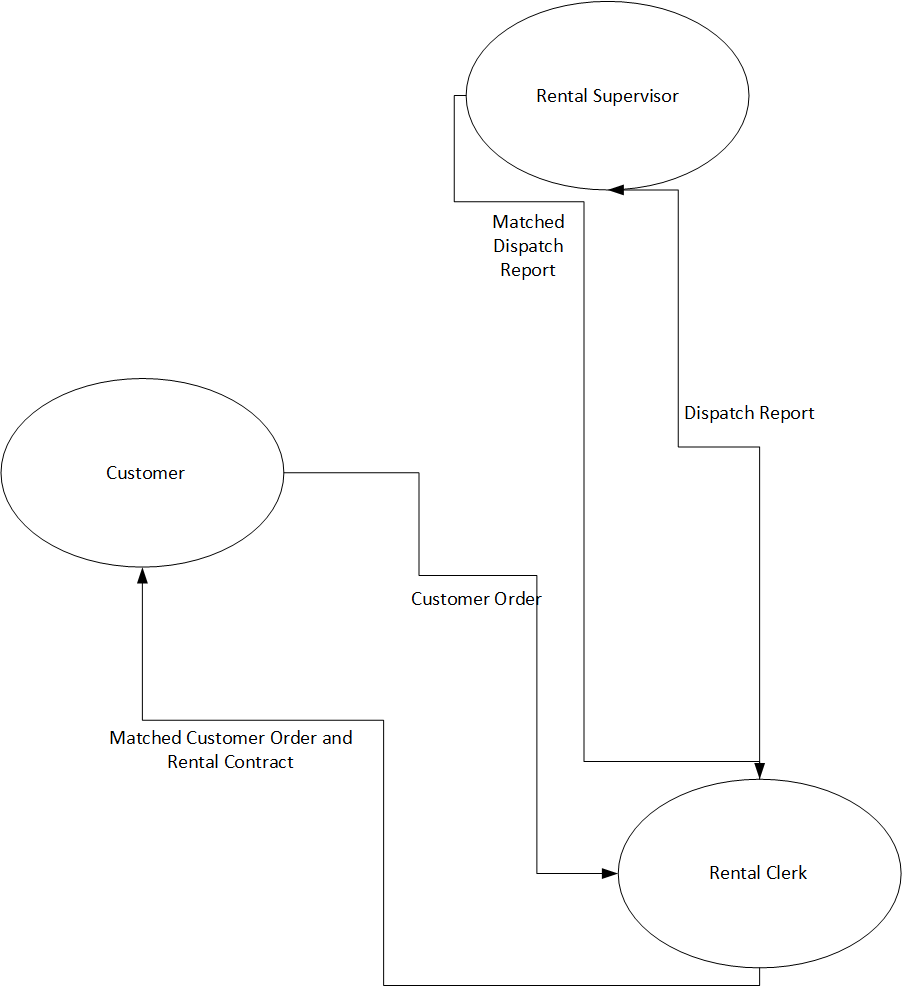 Rental Supervisor
Matched
Dispatch
Report
Dispatch Report
Customer
Customer Order
Matched Customer Order and
Rental Contract
Rental Clerk